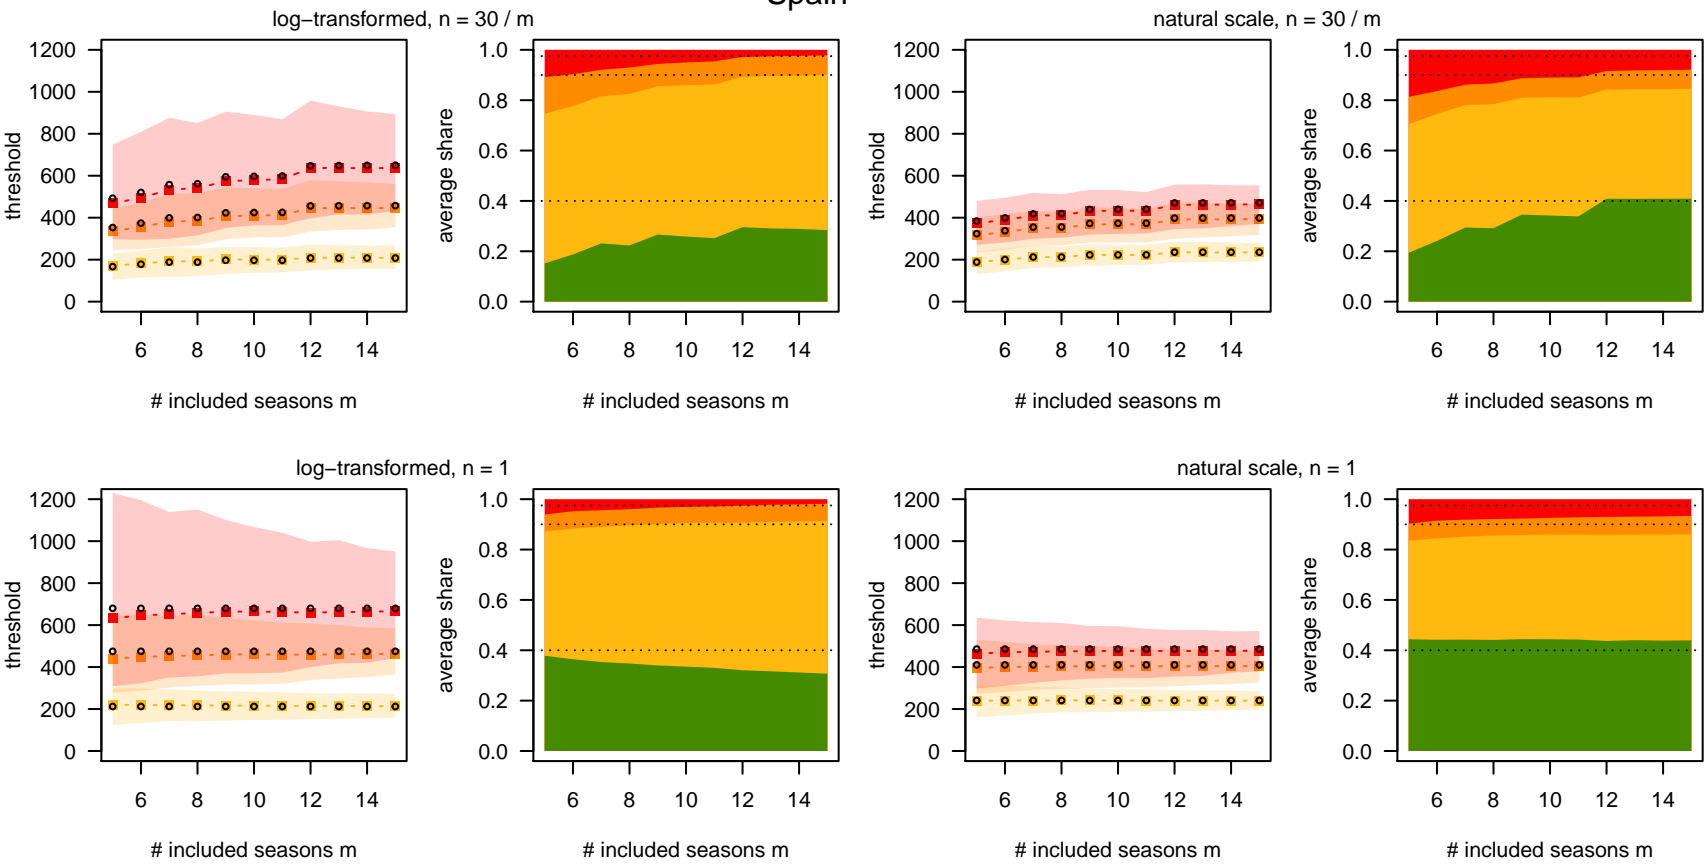 Spain
log−transformed, n = 30 / m
natural scale, n = 30 / m
threshold
0 200 400 600 800 1000 1200
6 8 10 12 14
# included seasons m
average share
0.0 0.2 0.4 0.6 0.8 1.0
6 8 10 12 14
# included seasons m
threshold
0 200 400 600 800 1000 1200
6 8 10 12 14
# included seasons m
average share
0.0 0.2 0.4 0.6 0.8 1.0
6 8 10 12 14
# included seasons m
log−transformed, n = 1
natural scale, n = 1
threshold
0 200 400 600 800 1000 1200
6 8 10 12 14
# included seasons m
average share
0.0 0.2 0.4 0.6 0.8 1.0
6 8 10 12 14
# included seasons m
threshold
0 200 400 600 800 1000 1200
6 8 10 12 14
# included seasons m
average share
0.0 0.2 0.4 0.6 0.8 1.0
6 8 10 12 14
# included seasons m